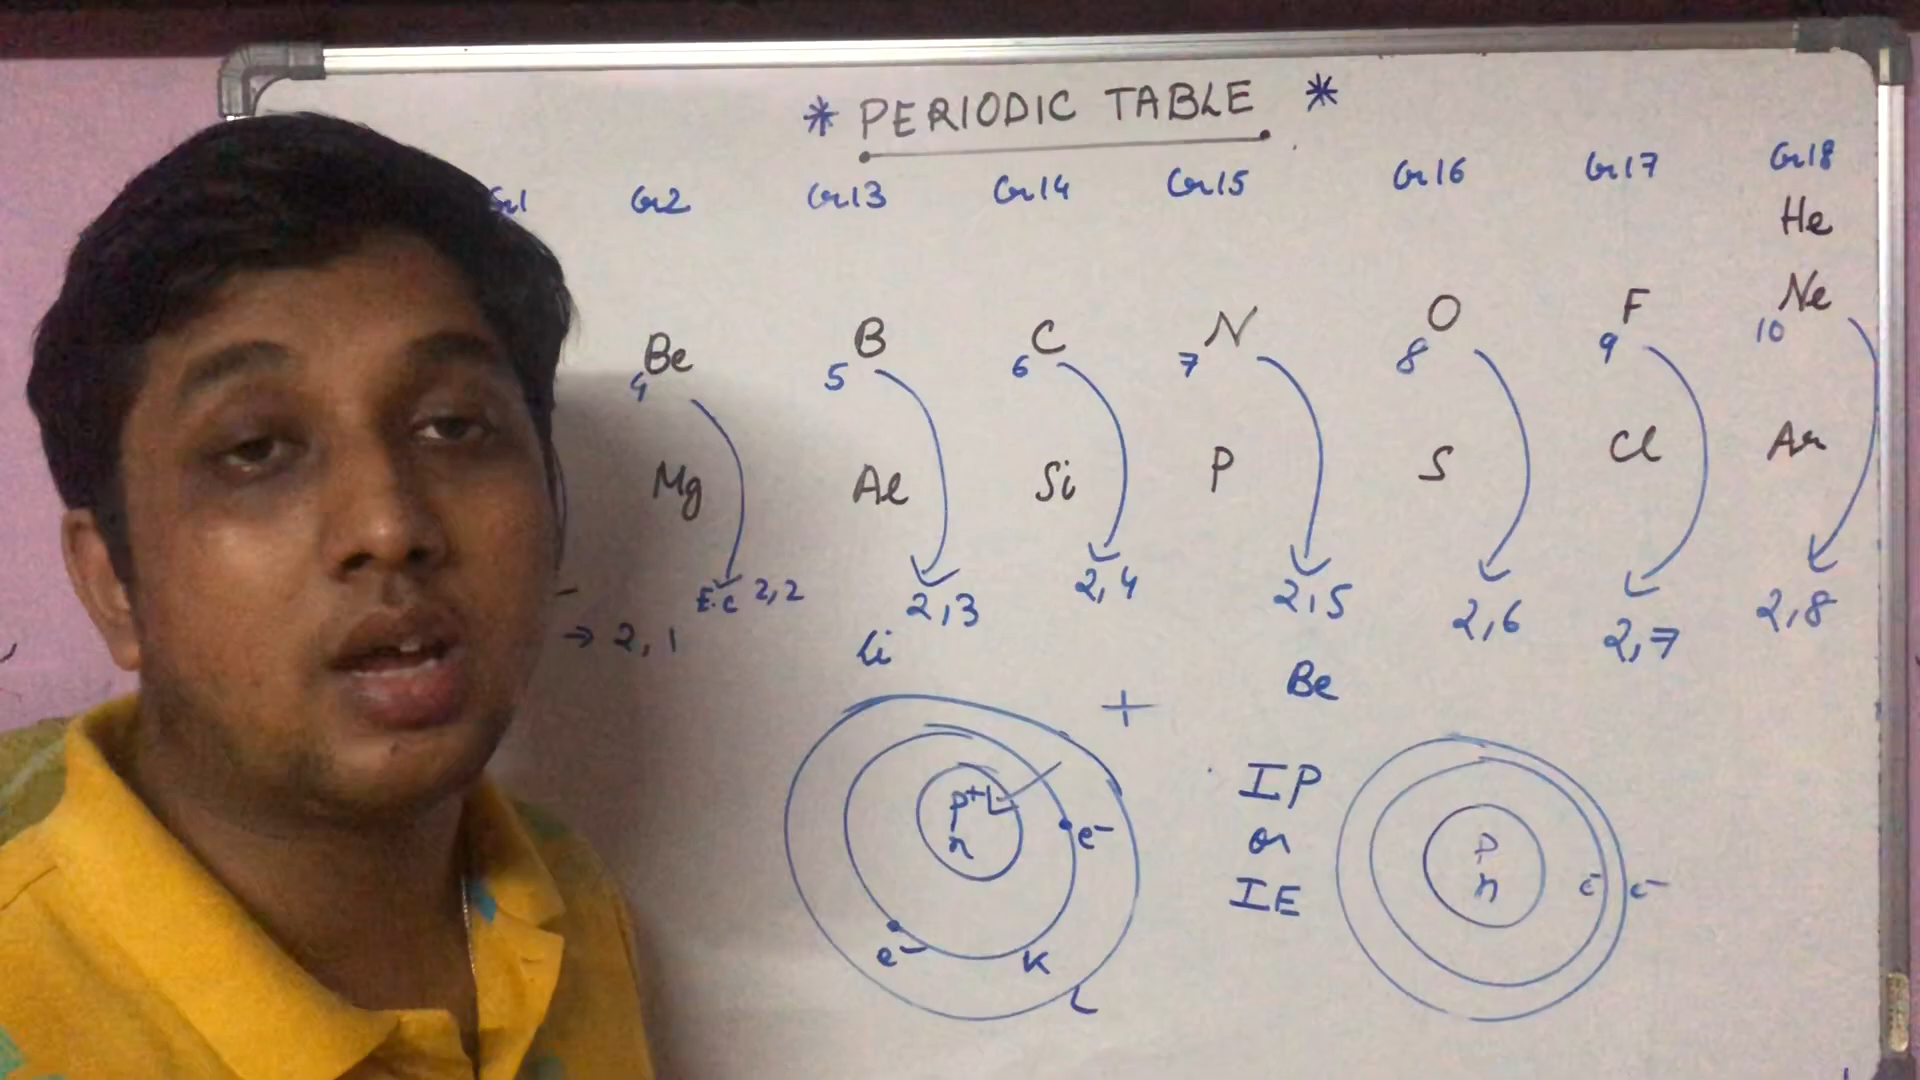 * PERIODIC TABLE *
Gr1 Gr2 Gr13 Gr14 Gr15 Gr16 Gr17 Gr18
He
Be B C N O F Ne
4 5 6 7 8 9 10
Mg Al Si P S Cl Ar
E.C 2,2 2,3 2,4 2,5 2,6 2,7 2,8
→ 2,1
Li + Be
P+ n e- e- K L
IP
or
IE
P n e- e-